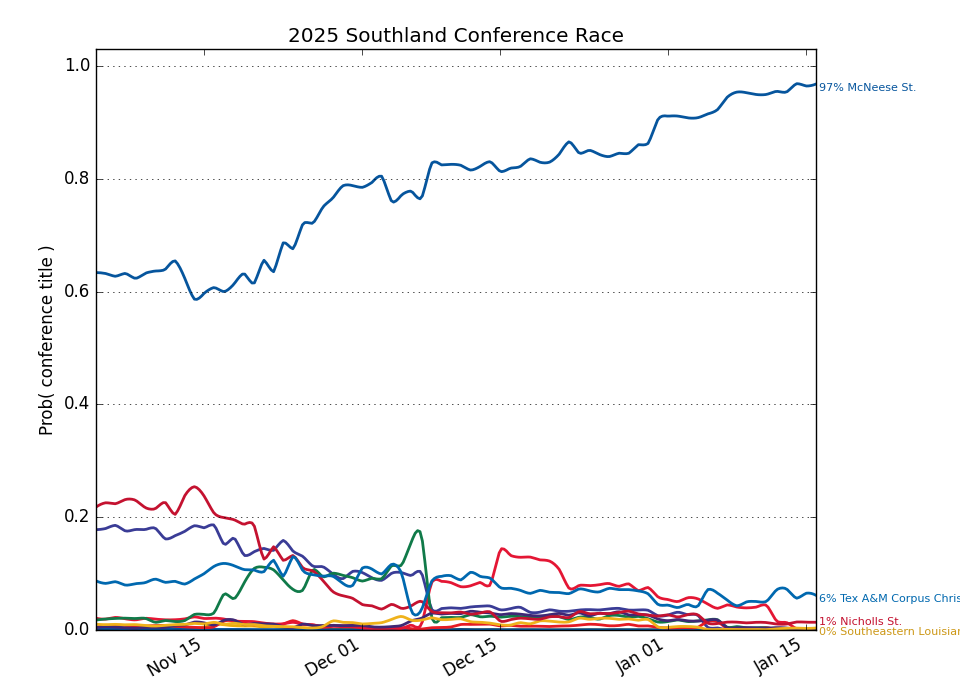 2025 Southland Conference Race
Prob( conference title )
1.0
0.8
0.6
0.4
0.2
0.0
Nov 15
Dec 01
Dec 15
Jan 01
Jan 15
97% McNeese St.
6% Tex A&M Corpus Chris
1% Nicholls St.
0% Southeastern Louisian